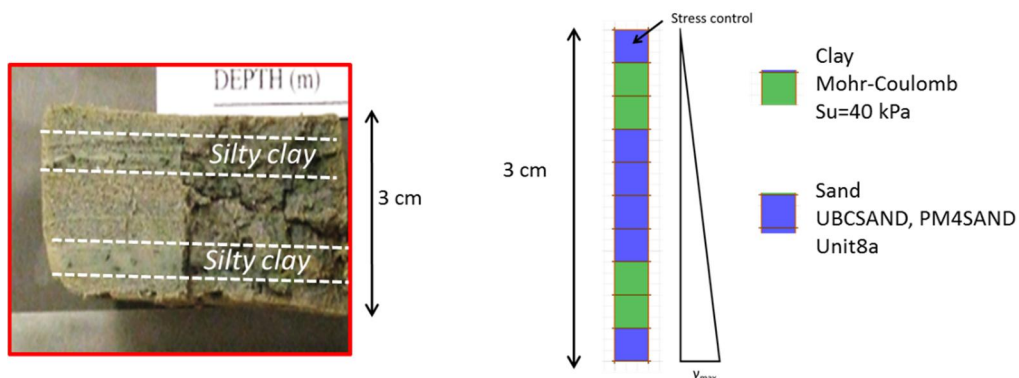 DEPTH (m)
Silty clay
Silty clay
3 cm
3 cm
Stress control
γmax
Clay
Mohr-Coulomb
Su=40 kPa
Sand
UBCSAND, PM4SAND
Unit8a